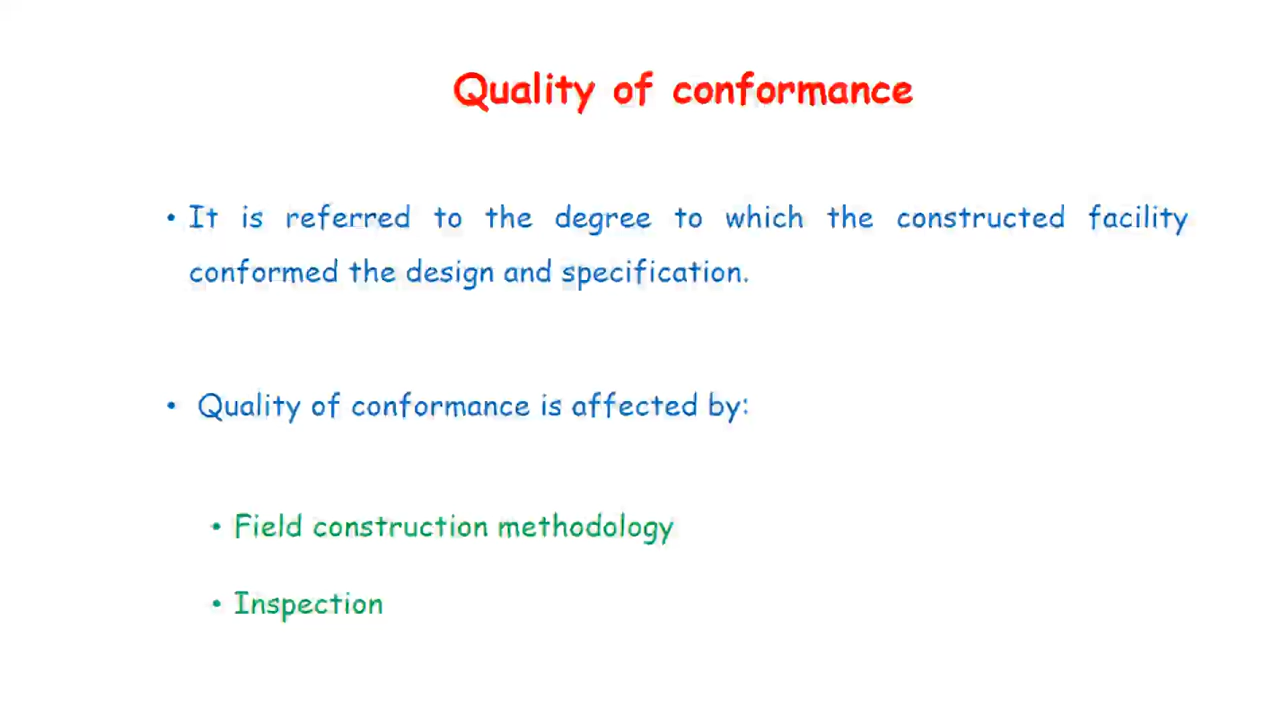 Quality of conformance
• It is referred to the degree to which the constructed facility
conformed the design and specification.
• Quality of conformance is affected by:
• Field construction methodology
• Inspection